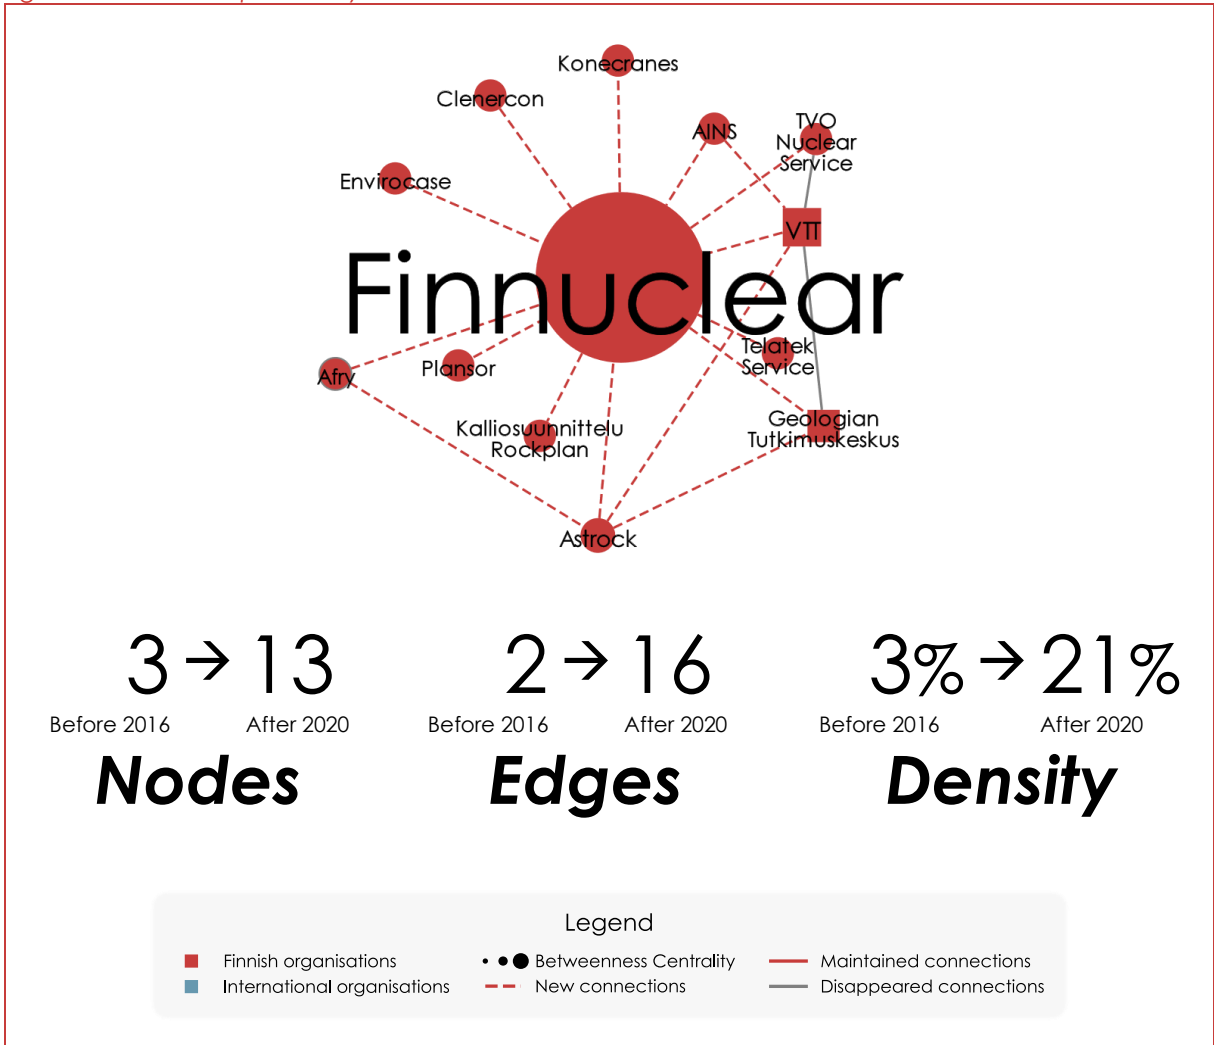 Konecranes
Clenercon
AINS
TVO
Nuclear
Service
Envirocase
VTT
Finnuclear
Telatek
Service
Afry
Plansor
Geologian
Tutkimuskeskus
Kalliosuunnittelu
Rockplan
Astrock
3 → 13
Before 2016 After 2020
Nodes
2 → 16
Before 2016 After 2020
Edges
3% → 21%
Before 2016 After 2020
Density
Legend
Finnish organisations
International organisations
Betweenness Centrality
New connections
Maintained connections
Disappeared connections